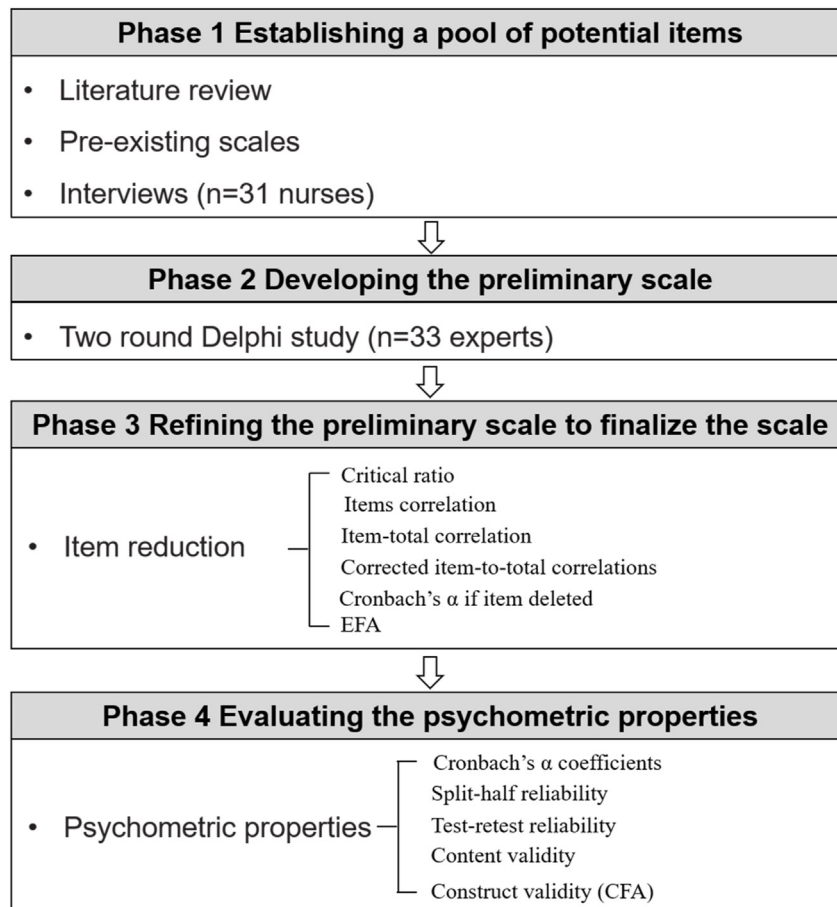 Phase 1 Establishing a pool of potential items
• Literature review
• Pre-existing scales
• Interviews (n=31 nurses)
Phase 2 Developing the preliminary scale
• Two round Delphi study (n=33 experts)
Phase 3 Refining the preliminary scale to finalize the scale
• Item reduction
Critical ratio
Items correlation
Item-total correlation
Corrected item-to-total correlations
Cronbach’s α if item deleted
EFA
Phase 4 Evaluating the psychometric properties
• Psychometric properties
Cronbach’s α coefficients
Split-half reliability
Test-retest reliability
Content validity
Construct validity (CFA)